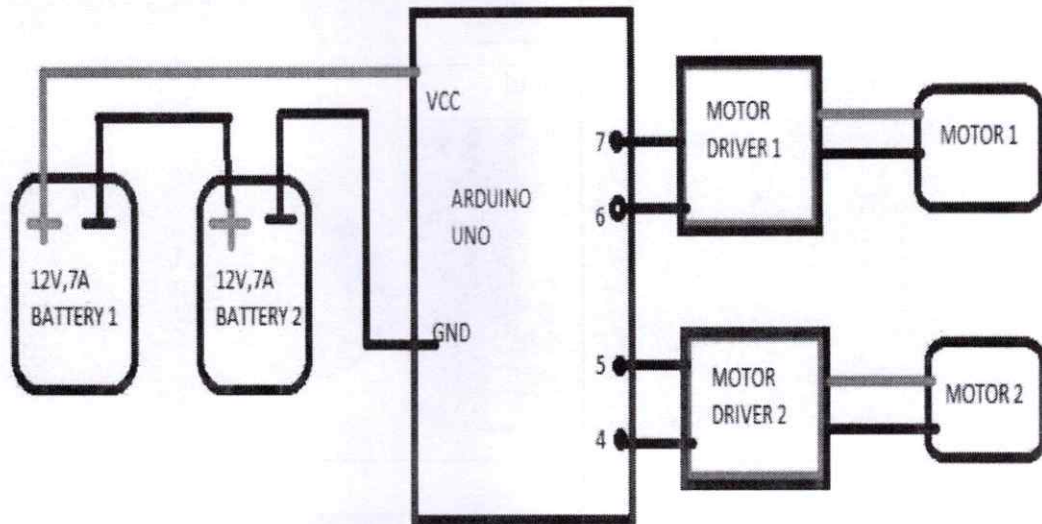 VCC
ARDUINO
UNO
GND
7
6
5
4
12V,7A
BATTERY 1
12V,7A
BATTERY 2
MOTOR
DRIVER 1
MOTOR 1
MOTOR
DRIVER 2
MOTOR 2